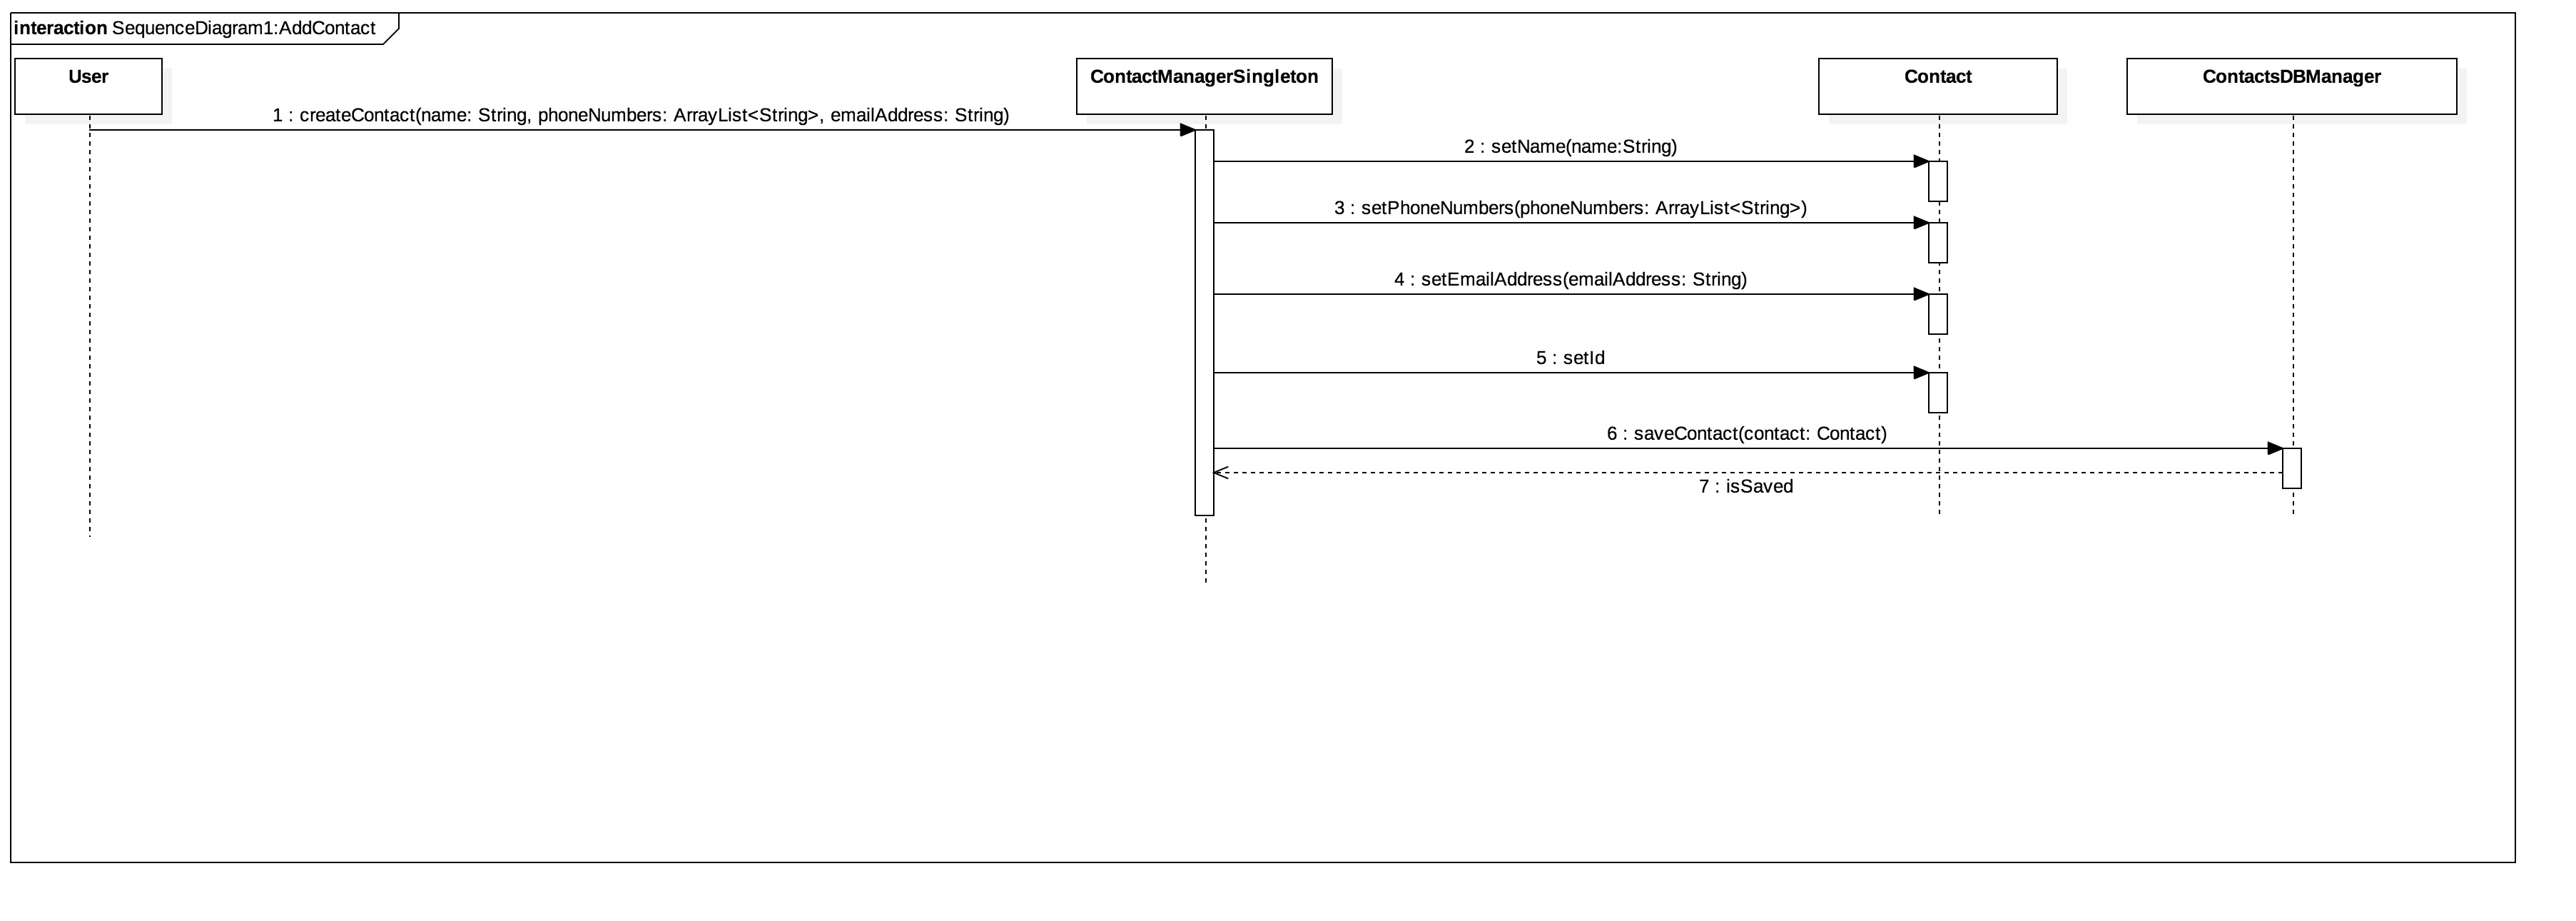 interaction SequenceDiagram1:AddContact
User
ContactManagerSingleton
Contact
ContactsDBManager
1 : createContact(name: String, phoneNumbers: ArrayList<String>, emailAddress: String)
2 : setName(name:String)
3 : setPhoneNumbers(phoneNumbers: ArrayList<String>)
4 : setEmailAddress(emailAddress: String)
5 : setId
6 : saveContact(contact: Contact)
7 : isSaved